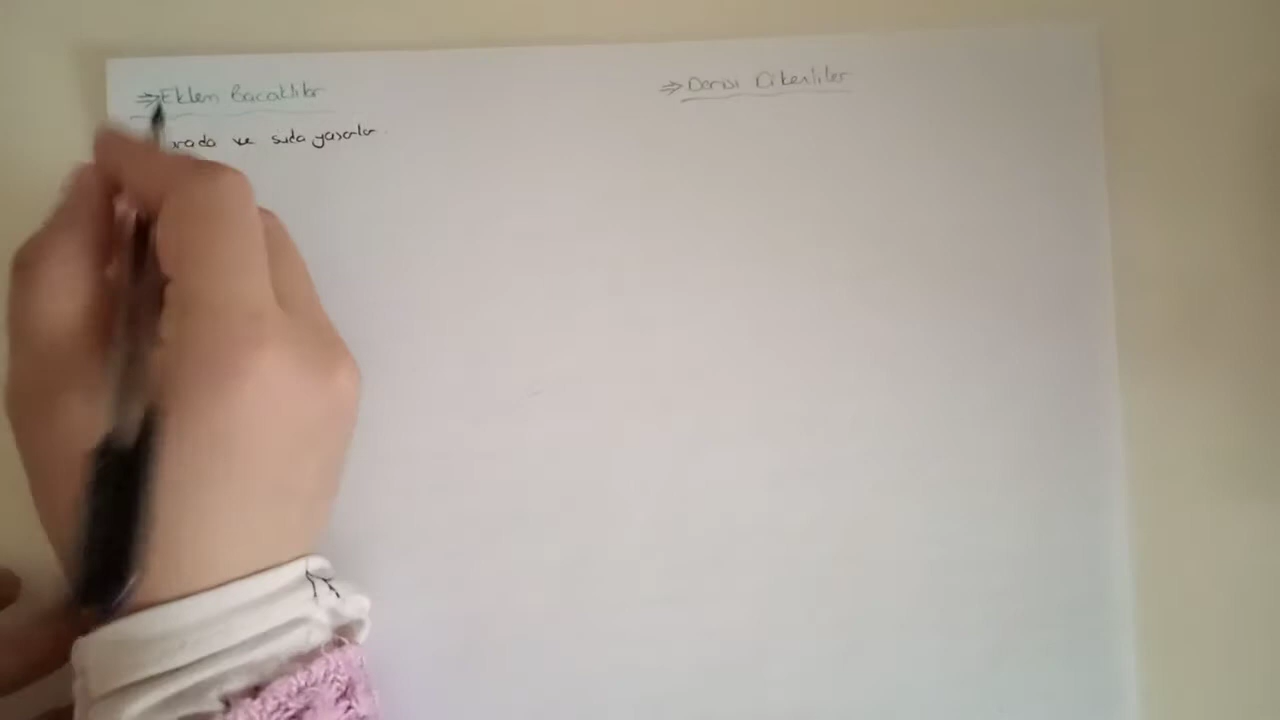 ⇒ Eklem Bacaklılar
ve suda yaşarlar.
⇒ Derisi Dikenliler